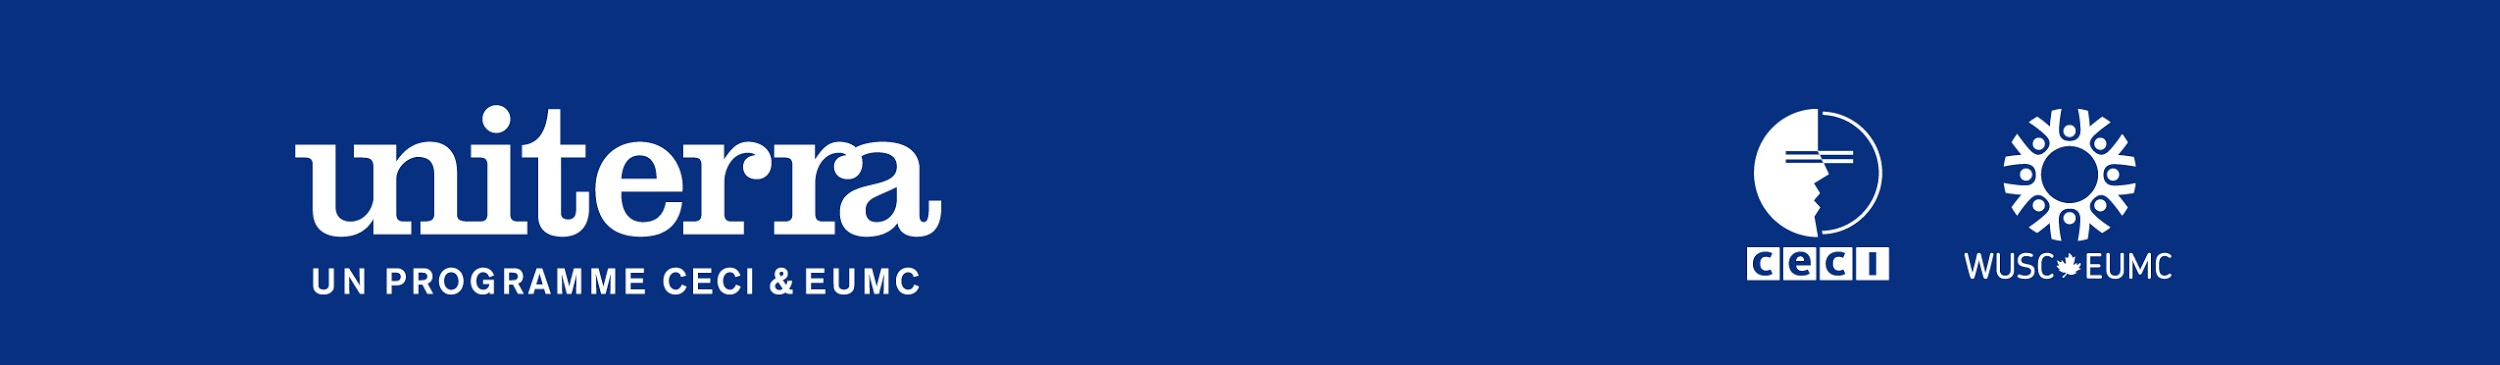 uniterra
UN PROGRAMME CECI & EUMC
ceci
WUSC EUMC